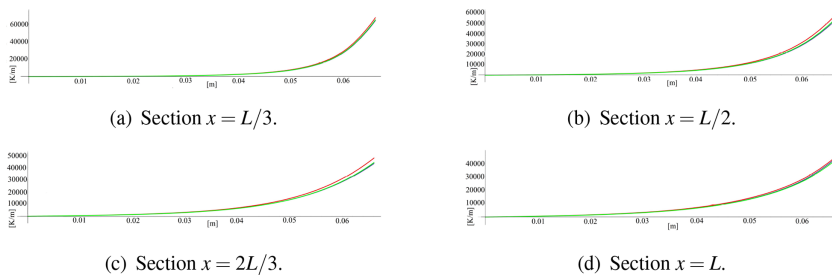 60000
40000
20000
[K/m]
0.01 0.02 0.03 0.04 0.05 0.06
[m]
(a) Section x = L/3.
60000
50000
40000
30000
20000
10000
[K/m]
0.01 0.02 0.03 0.04 0.05 0.06
[m]
(b) Section x = L/2.
50000
40000
30000
20000
10000
[K/m]
0.01 0.02 0.03 0.04 0.05 0.06
[m]
(c) Section x = 2L/3.
40000
30000
20000
10000
[K/m]
0.01 0.02 0.03 0.04 0.05 0.06
[m]
(d) Section x = L.